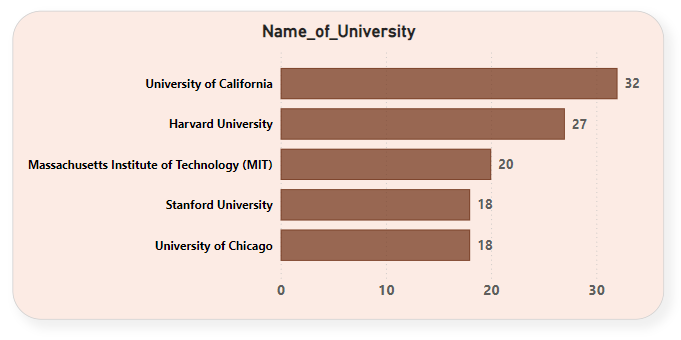 Name_of_University
University of California 32
Harvard University 27
Massachusetts Institute of Technology (MIT) 20
Stanford University 18
University of Chicago 18
0 10 20 30